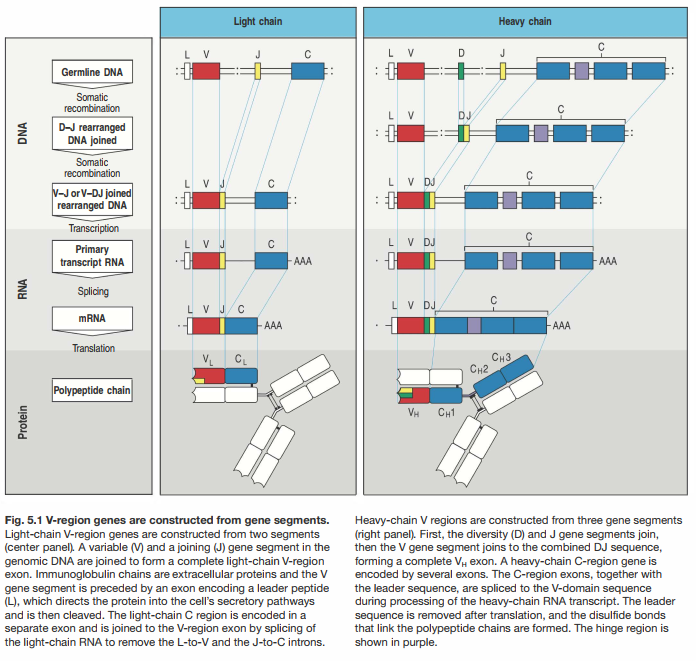 Light chain
Heavy chain
DNA
Germline DNA
Somatic
recombination
D–J rearranged
DNA joined
Somatic
recombination
V–J or V–DJ joined
rearranged DNA
Transcription
RNA
Primary
transcript RNA
Splicing
mRNA
Translation
Protein
Polypeptide chain
L V J C
L V J C
L V J C
AAA
L V J C
AAA
VL CL
L V D J C
L V DJ C
L V DJ C
L V DJ C
AAA
L V DJ C
AAA
VH CH1 CH2 CH3
Fig. 5.1 V-region genes are constructed from gene segments.
Light-chain V-region genes are constructed from two segments
(center panel). A variable (V) and a joining (J) gene segment in the
genomic DNA are joined to form a complete light-chain V-region
exon. Immunoglobulin chains are extracellular proteins and the V
gene segment is preceded by an exon encoding a leader peptide
(L), which directs the protein into the cell's secretory pathways
and is then cleaved. The light-chain C region is encoded in a
separate exon and is joined to the V-region exon by splicing of
the light-chain RNA to remove the L-to-V and the J-to-C introns.
Heavy-chain V regions are constructed from three gene segments
(right panel). First, the diversity (D) and J gene segments join,
then the V gene segment joins to the combined DJ sequence,
forming a complete VH exon. A heavy-chain C-region gene is
encoded by several exons. The C-region exons, together with
the leader sequence, are spliced to the V-domain sequence
during processing of the heavy-chain RNA transcript. The leader
sequence is removed after translation, and the disulfide bonds
that link the polypeptide chains are formed. The hinge region is
shown in purple.